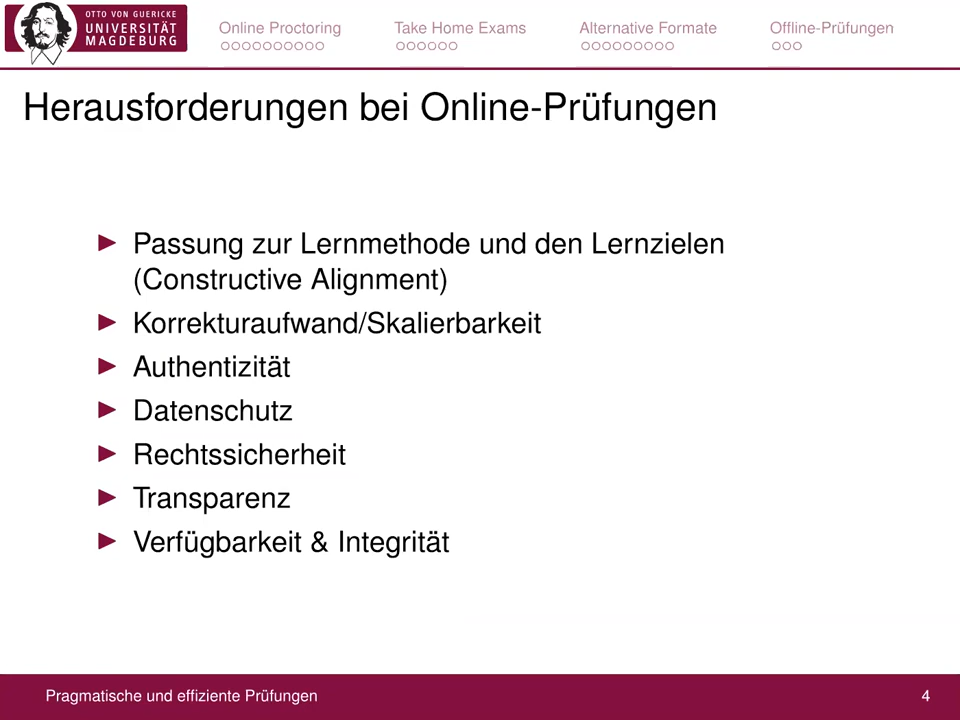 OTTO VON GUERICKE
UNIVERSITÄT
MAGDEBURG
Online Proctoring
Take Home Exams
Alternative Formate
Offline-Prüfungen
Herausforderungen bei Online-Prüfungen
Passung zur Lernmethode und den Lernzielen
(Constructive Alignment)
Korrekturaufwand/Skalierbarkeit
Authentizität
Datenschutz
Rechtssicherheit
Transparenz
Verfügbarkeit & Integrität
Pragmatische und effiziente Prüfungen
4